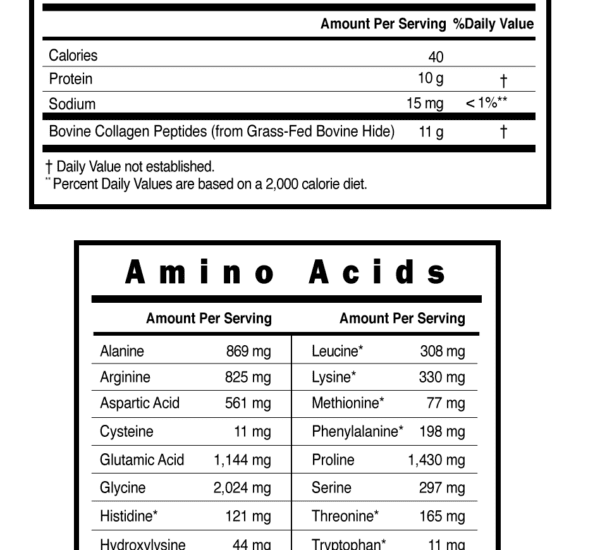 Amount Per Serving %Daily Value
Calories 40
Protein 10 g †
Sodium 15 mg <1%**
Bovine Collagen Peptides (from Grass-Fed Bovine Hide) 11 g †
† Daily Value not established.
** Percent Daily Values are based on a 2,000 calorie diet.
Amino Acids
Amount Per Serving Amount Per Serving
Alanine 869 mg Leucine* 308 mg
Arginine 825 mg Lysine* 330 mg
Aspartic Acid 561 mg Methionine* 77 mg
Cysteine 11 mg Phenylalanine* 198 mg
Glutamic Acid 1,144 mg Proline 1,430 mg
Glycine 2,024 mg Serine 297 mg
Histidine* 121 mg Threonine* 165 mg
Hydroxylysine 44 mg Tryptophan* 11 mg